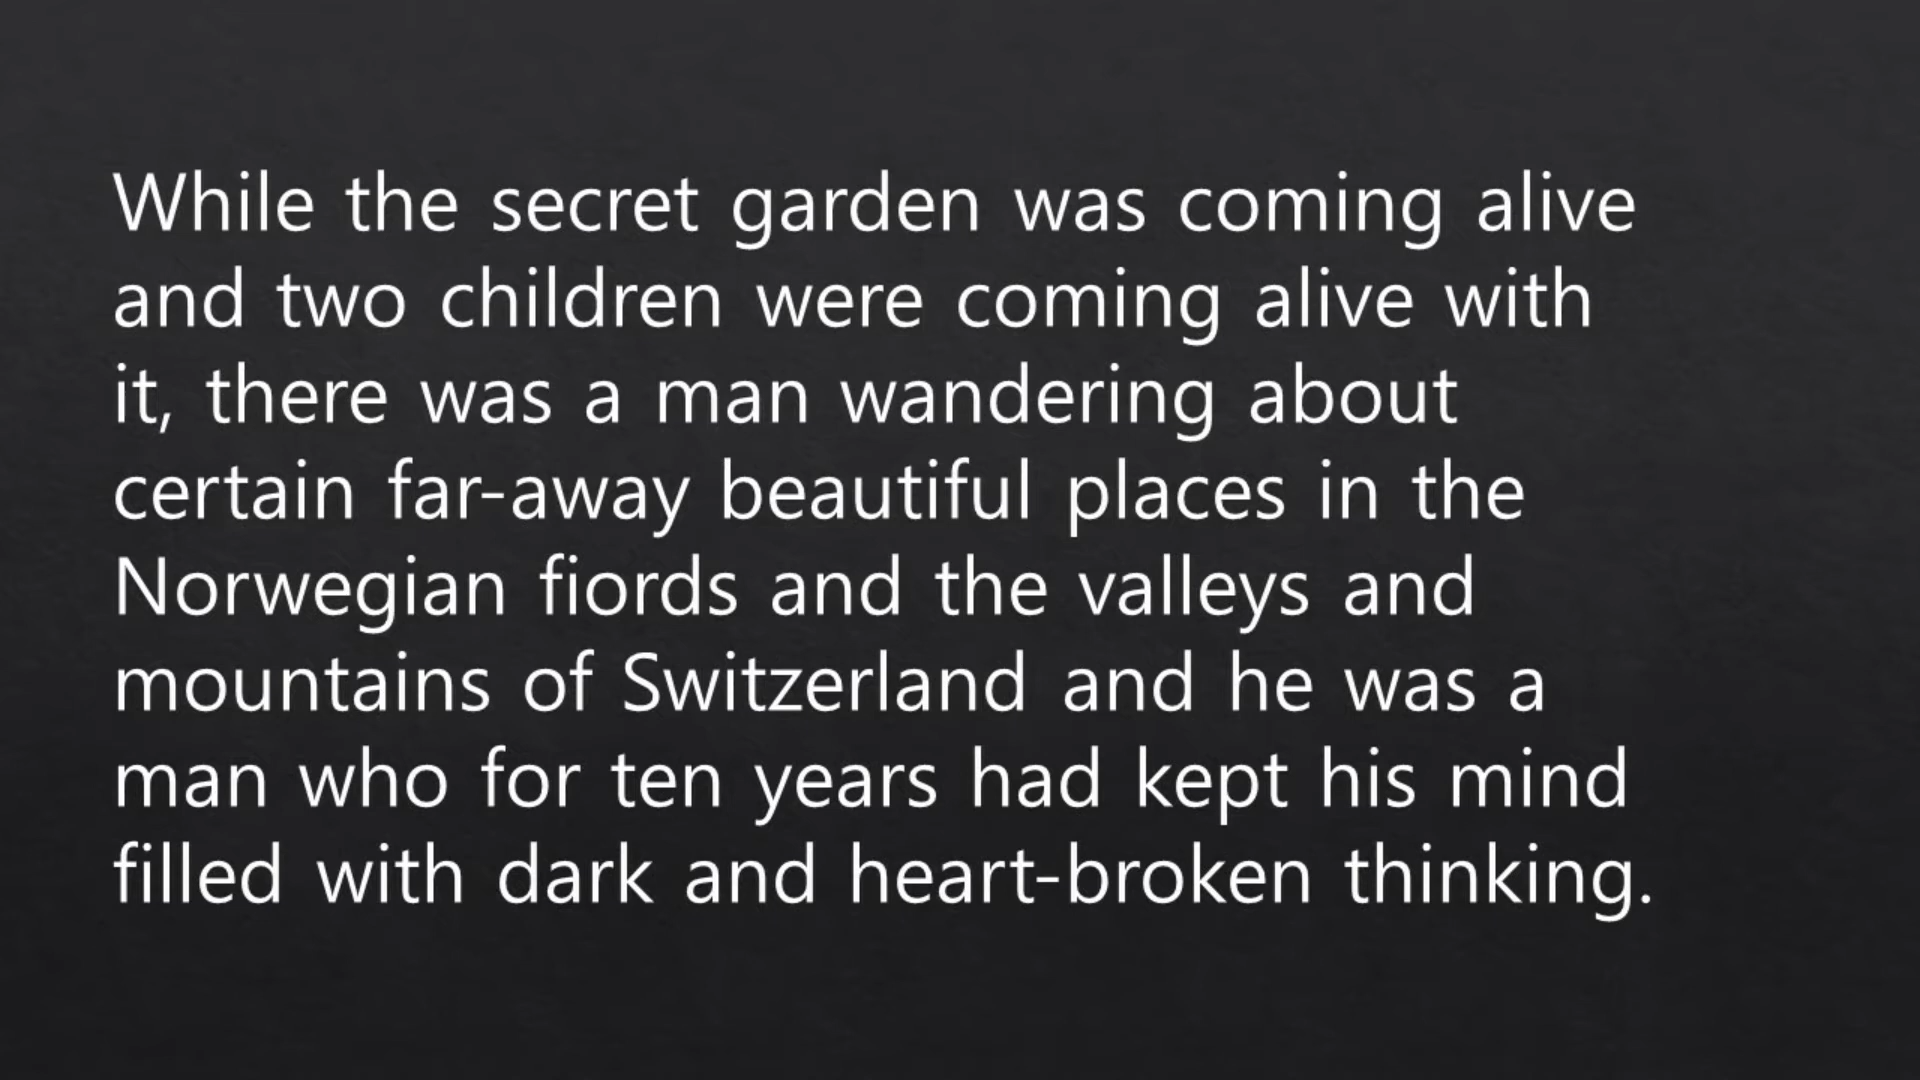 While the secret garden was coming alive
and two children were coming alive with
it, there was a man wandering about
certain far-away beautiful places in the
Norwegian fiords and the valleys and
mountains of Switzerland and he was a
man who for ten years had kept his mind
filled with dark and heart-broken thinking.